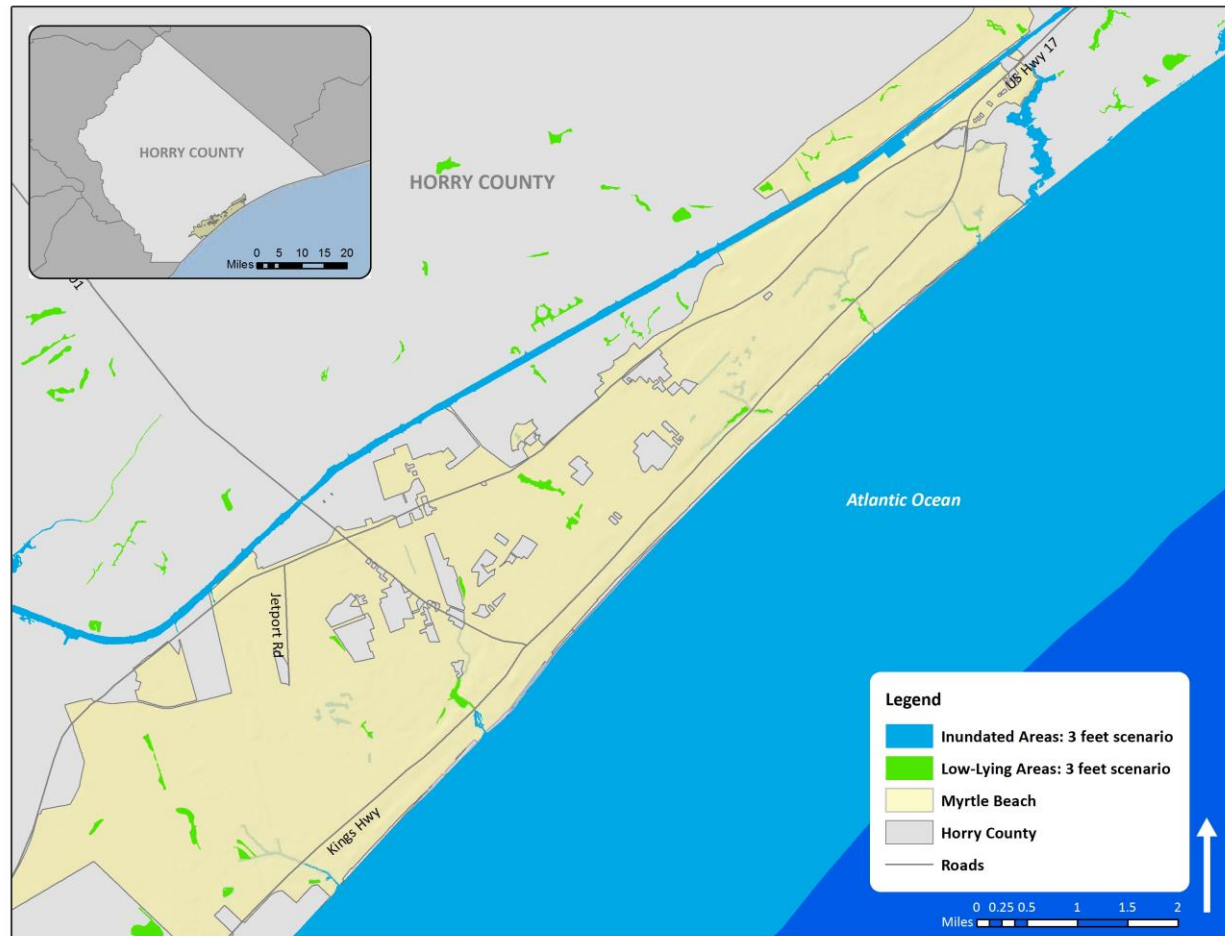 HORRY COUNTY
0 5 10 15 20
Miles
US Hwy 17
HORRY COUNTY
01
Atlantic Ocean
Jetport Rd
Kings Hwy
Legend
Inundated Areas: 3 feet scenario
Low-Lying Areas: 3 feet scenario
Myrtle Beach
Horry County
Roads
0 0.25 0.5 1 1.5 2
Miles